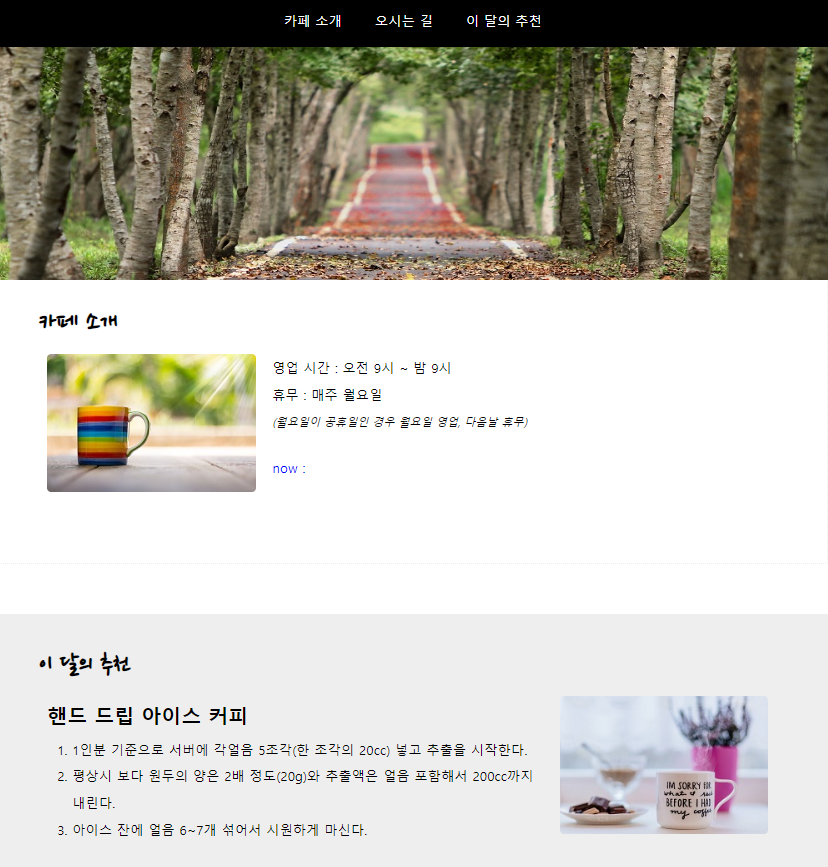 카페 소개 오시는 길 이 달의 추천
카페 소개
영업 시간 : 오전 9시 ~ 밤 9시
휴무 : 매주 월요일
(월요일이 공휴일인 경우 월요일 영업, 다음날 휴무)
now :
이 달의 추천
핸드 드립 아이스 커피
1. 1인분 기준으로 서버에 각얼음 5조각(한 조각의 20cc) 넣고 추출을 시작한다.
2. 평상시 보다 원두의 양은 2배 정도(20g)와 추출액은 얼음 포함해서 200cc까지
내린다.
3. 아이스 잔에 얼음 6~7개 섞어서 시원하게 마신다.
I'M SORRY FOR
what I said
BEFORE I HAD
my coffee